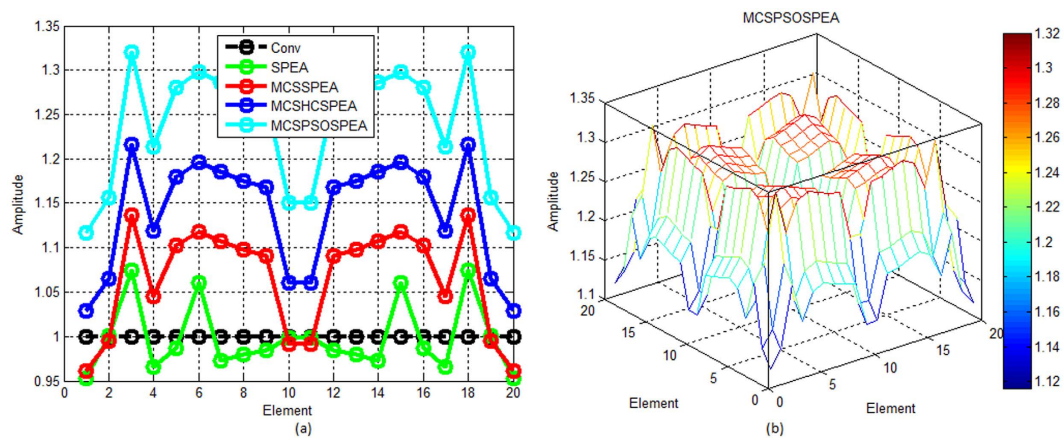 1.35
1.3
1.25
1.2
1.15
1.1
1.05
1
0.95
Amplitude
0 2 4 6 8 10 12 14 16 18 20
Element
(a)
Conv
SPEA
MCSSPEA
MCSHCSPEA
MCSPSOSPEA
MCSPSOSPEA
1.35
1.3
1.25
1.2
1.15
1.1
Amplitude
20
15
10
5
0
Element
0
5
10
15
20
Element
(b)
1.32
1.3
1.28
1.26
1.24
1.22
1.2
1.18
1.16
1.14
1.12